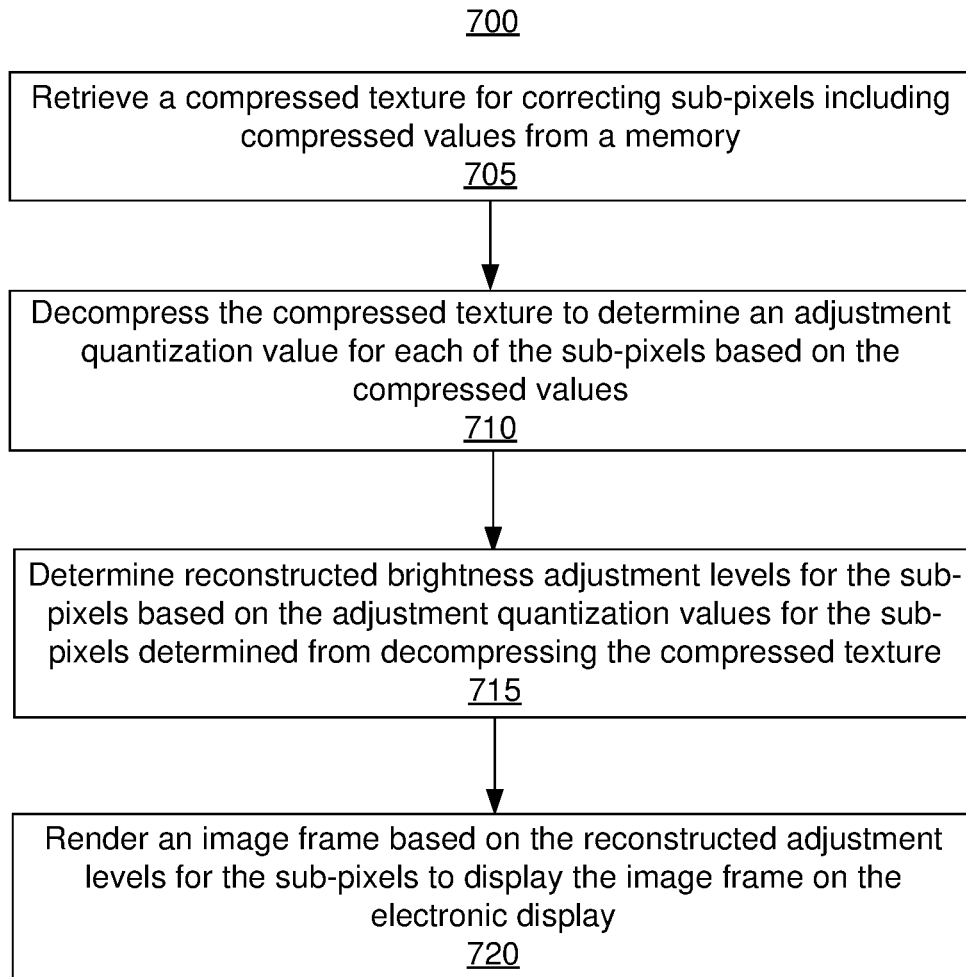 700
Retrieve a compressed texture for correcting sub-pixels including
compressed values from a memory
705
Decompress the compressed texture to determine an adjustment
quantization value for each of the sub-pixels based on the
compressed values
710
Determine reconstructed brightness adjustment levels for the sub-
pixels based on the adjustment quantization values for the sub-
pixels determined from decompressing the compressed texture
715
Render an image frame based on the reconstructed adjustment
levels for the sub-pixels to display the image frame on the
electronic display
720